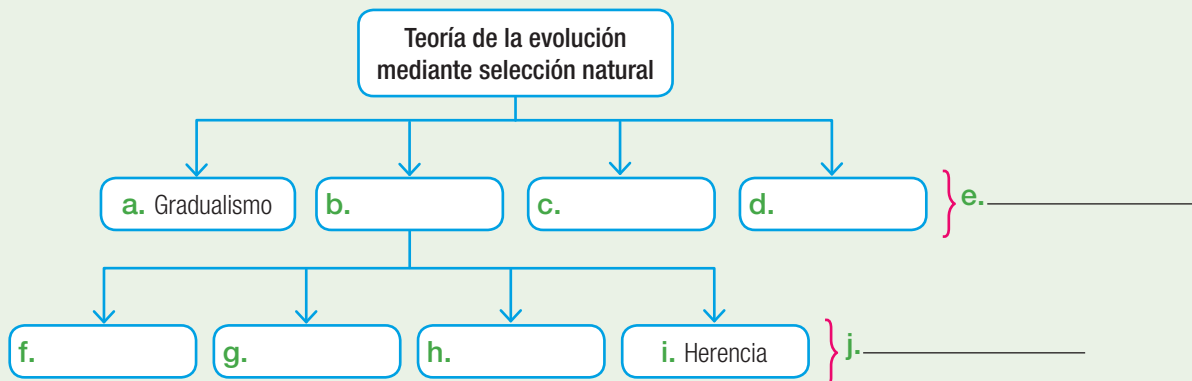 Teoría de la evolución
mediante selección natural
a. Gradualismo
b.
c.
d.
e.
f.
g.
h.
i. Herencia
j.